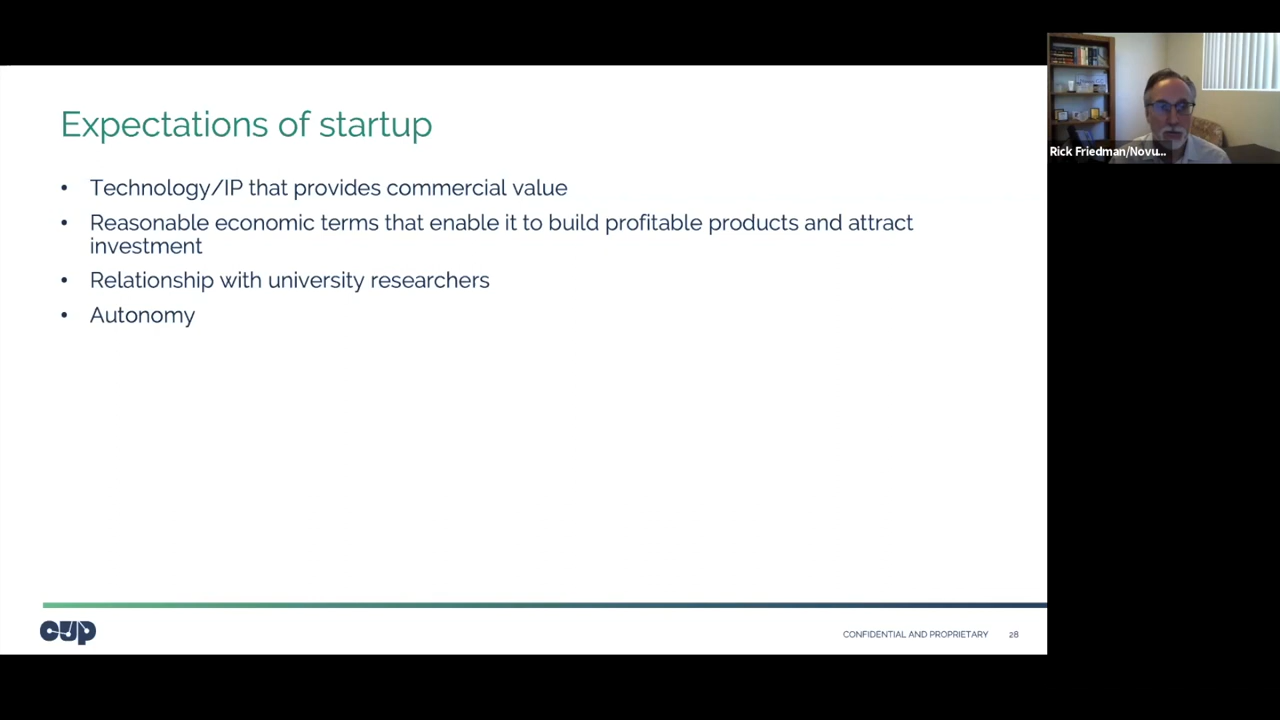 Expectations of startup
• Technology/IP that provides commercial value
• Reasonable economic terms that enable it to build profitable products and attract
investment
• Relationship with university researchers
• Autonomy
CUP
CONFIDENTIAL AND PROPRIETARY 28
Rick Friedman/Novu...